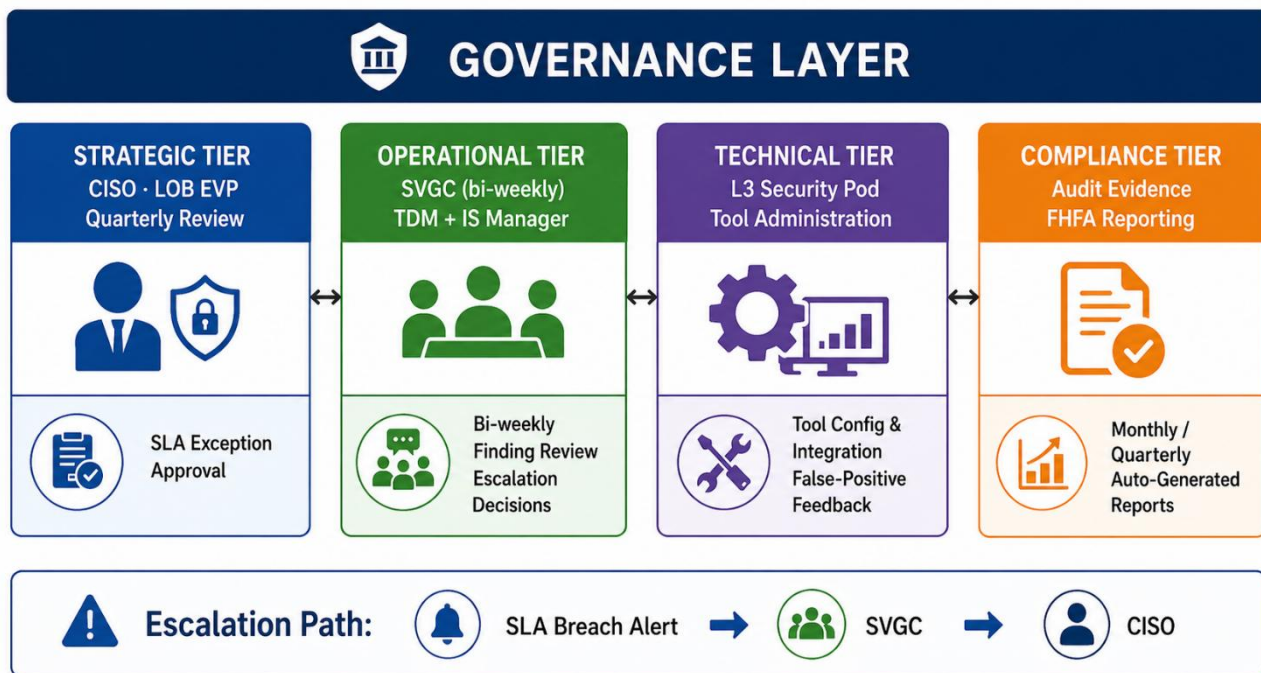 GOVERNANCE LAYER
STRATEGIC TIER
CISO · LOB EVP
Quarterly Review
SLA Exception
Approval
OPERATIONAL TIER
SVGC (bi-weekly)
TDM + IS Manager
Bi-weekly
Finding Review
Escalation
Decisions
TECHNICAL TIER
L3 Security Pod
Tool Administration
Tool Config &
Integration
False-Positive
Feedback
COMPLIANCE TIER
Audit Evidence
FHFA Reporting
Monthly /
Quarterly
Auto-Generated
Reports
Escalation Path:
SLA Breach Alert
SVGC
CISO